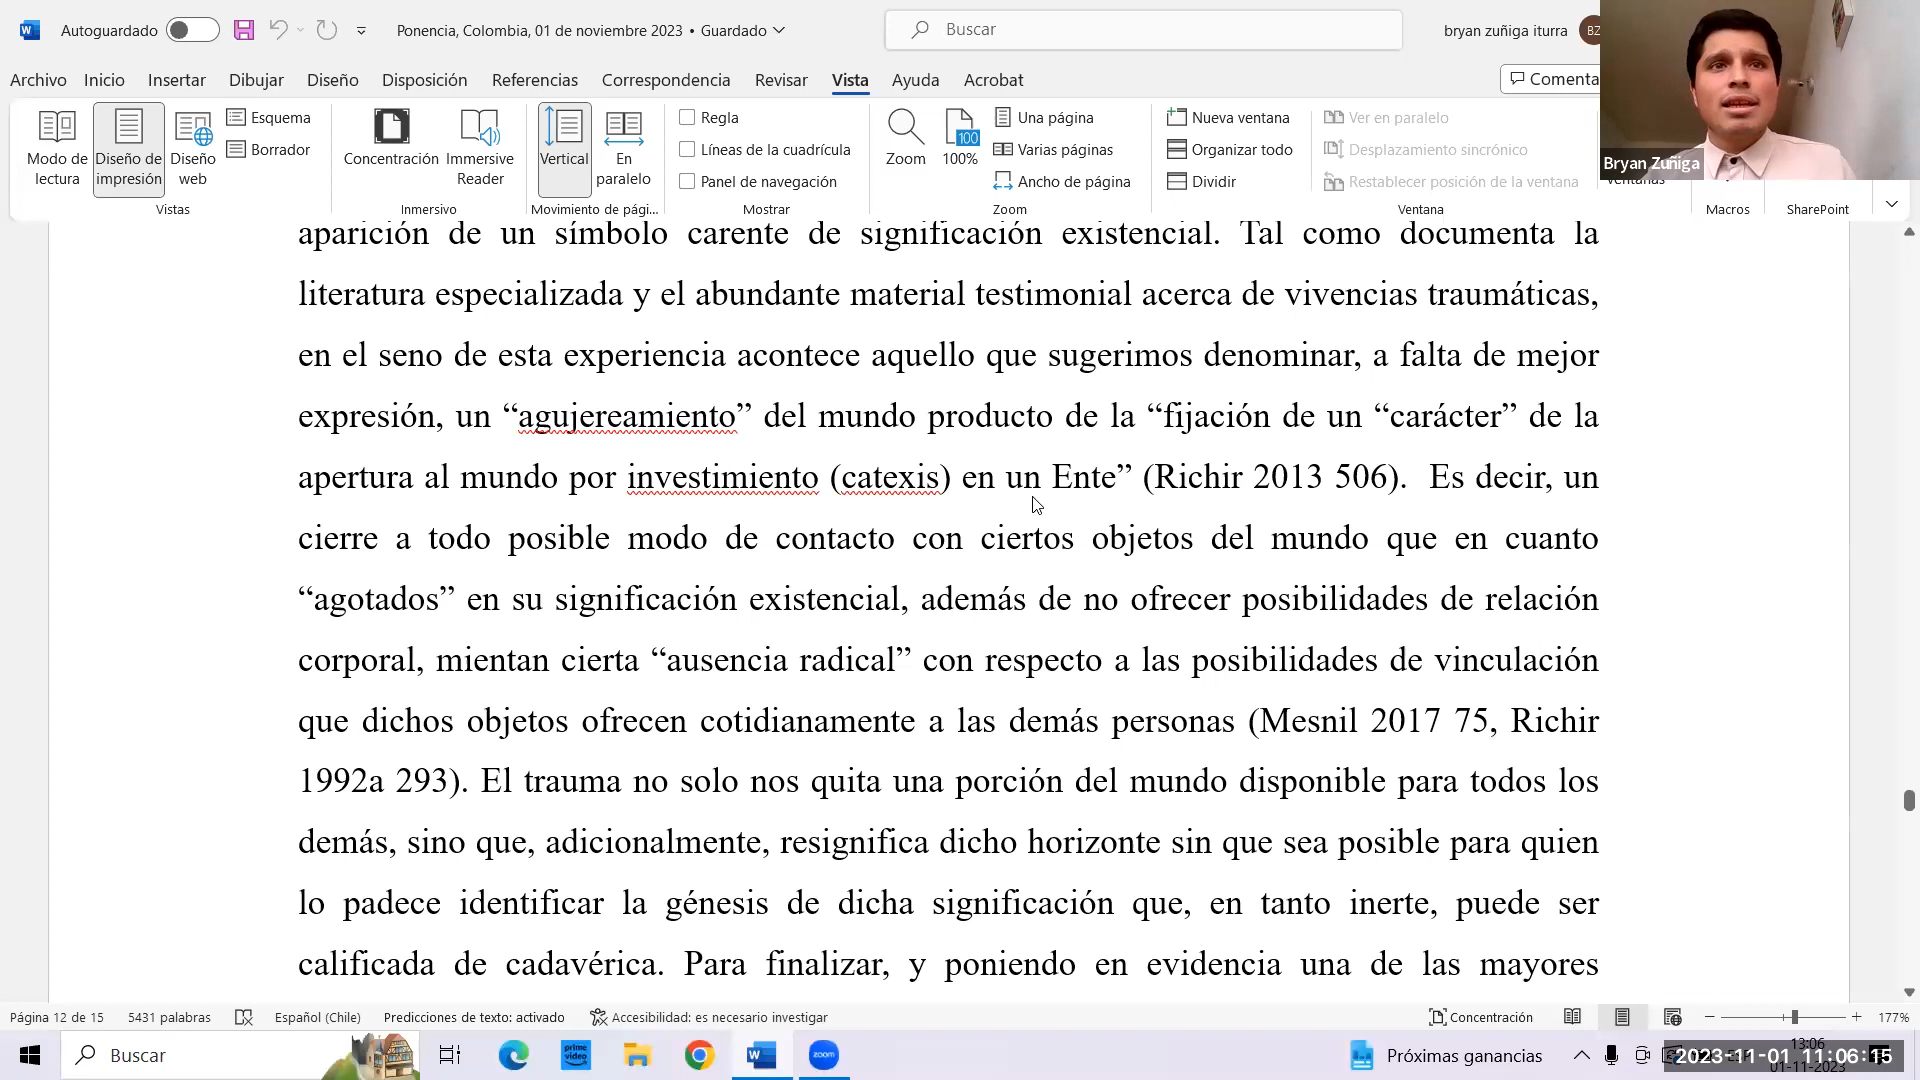 Autoguardado
Ponencia, Colombia, 01 de noviembre 2023 • Guardado
Buscar
bryan zuñiga iturra
BZ
Archivo Inicio Insertar Dibujar Diseño Disposición Referencias Correspondencia Revisar Vista Ayuda Acrobat
Modo de lectura
Diseño de impresión
Diseño web
Esquema
Borrador
Vistas
Concentración
Immersive Reader
Inmersivo
Vertical
En paralelo
Movimiento de pági...
Regla
Líneas de la cuadrícula
Panel de navegación
Mostrar
Zoom
100
100%
Una página
Varias páginas
Ancho de página
Zoom
Nueva ventana
Organizar todo
Dividir
Ver en paralelo
Desplazamiento sincrónico
Restablecer posición de la ventana
Ventana
Macros
SharePoint
Bryan Zuñiga
aparición de un símbolo carente de significación existencial. Tal como documenta la
literatura especializada y el abundante material testimonial acerca de vivencias traumáticas,
en el seno de esta experiencia acontece aquello que sugerimos denominar, a falta de mejor
expresión, un “agujereamiento” del mundo producto de la “fijación de un “carácter” de la
apertura al mundo por investimiento (catexis) en un Ente” (Richir 2013 506).  Es decir, un
cierre a todo posible modo de contacto con ciertos objetos del mundo que en cuanto
“agotados” en su significación existencial, además de no ofrecer posibilidades de relación
corporal, mientan cierta “ausencia radical” con respecto a las posibilidades de vinculación
que dichos objetos ofrecen cotidianamente a las demás personas (Mesnil 2017 75, Richir
1992a 293). El trauma no solo nos quita una porción del mundo disponible para todos los
demás, sino que, adicionalmente, resignifica dicho horizonte sin que sea posible para quien
lo padece identificar la génesis de dicha significación que, en tanto inerte, puede ser
calificada de cadavérica. Para finalizar, y poniendo en evidencia una de las mayores
Página 12 de 15 5431 palabras Español (Chile) Predicciones de texto: activado Accesibilidad: es necesario investigar Concentración 177%
Buscar
prime video
zoom
Próximas ganancias
13:06
2023-11-01 11:06:15